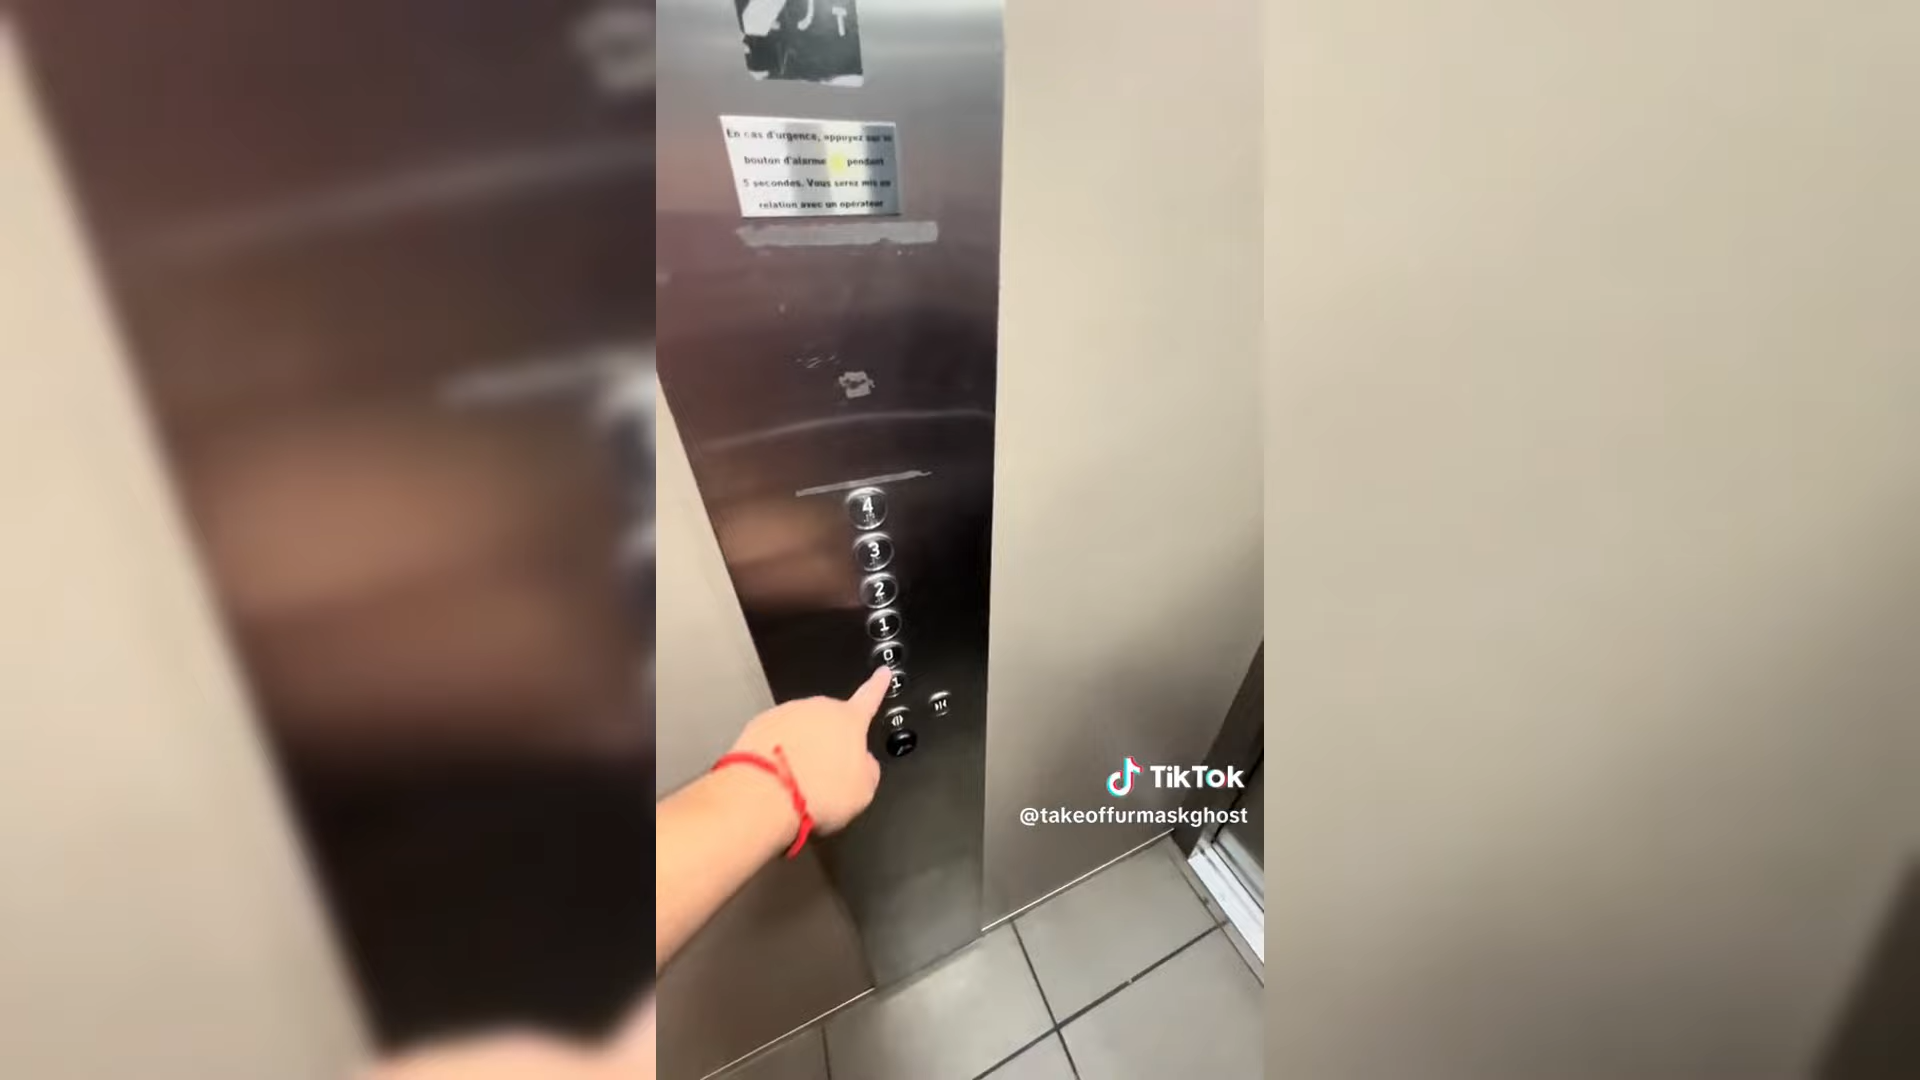 J T
En cas d'urgence, appuyez sur le
bouton d'alarme pendant
5 secondes. Vous serez mis en
relation avec un opérateur
4
3
2
1
0
1
TikTok
@takeoffurmaskghost